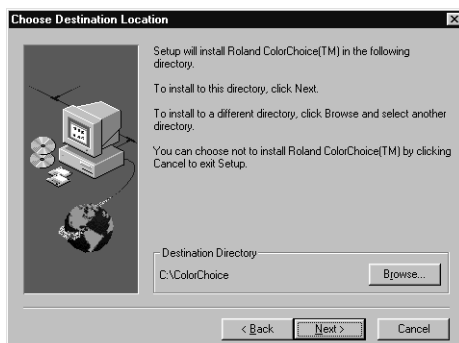 Choose Destination Location
Setup will install Roland ColorChoice(TM) in the following
directory.
To install to this directory, click Next.
To install to a different directory, click Browse and select another
directory.
You can choose not to install Roland ColorChoice(TM) by clicking
Cancel to exit Setup.
Destination Directory
C:\ColorChoice
Browse...
< Back
Next >
Cancel